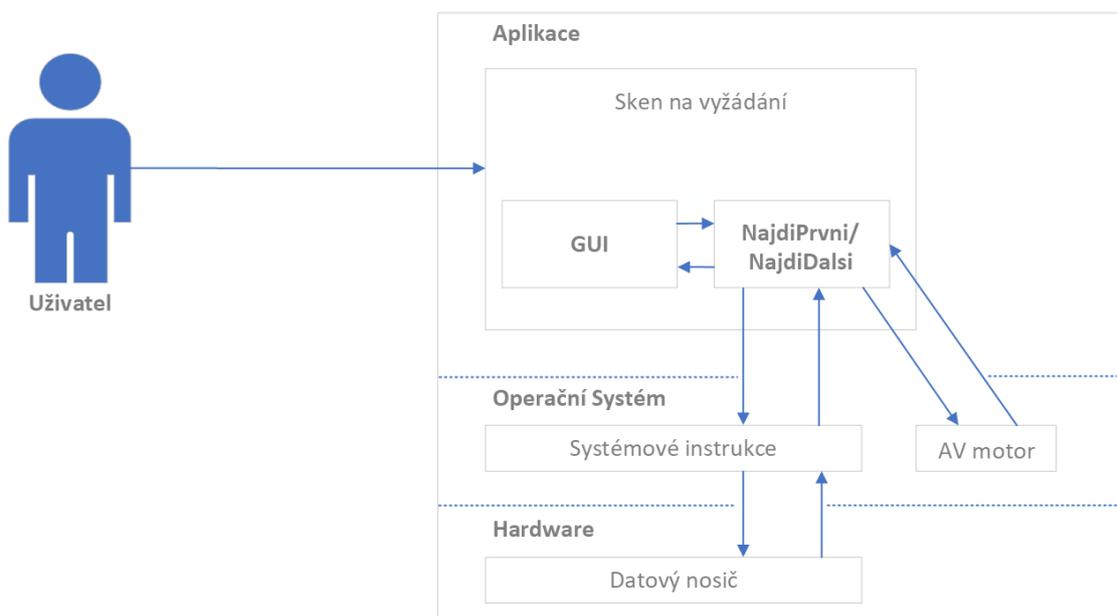 Aplikace
Sken na vyžádání
GUI
NajdiPrvni/
NajdiDalsi
Uživatel
Operační Systém
Systémové instrukce
AV motor
Hardware
Datový nosič